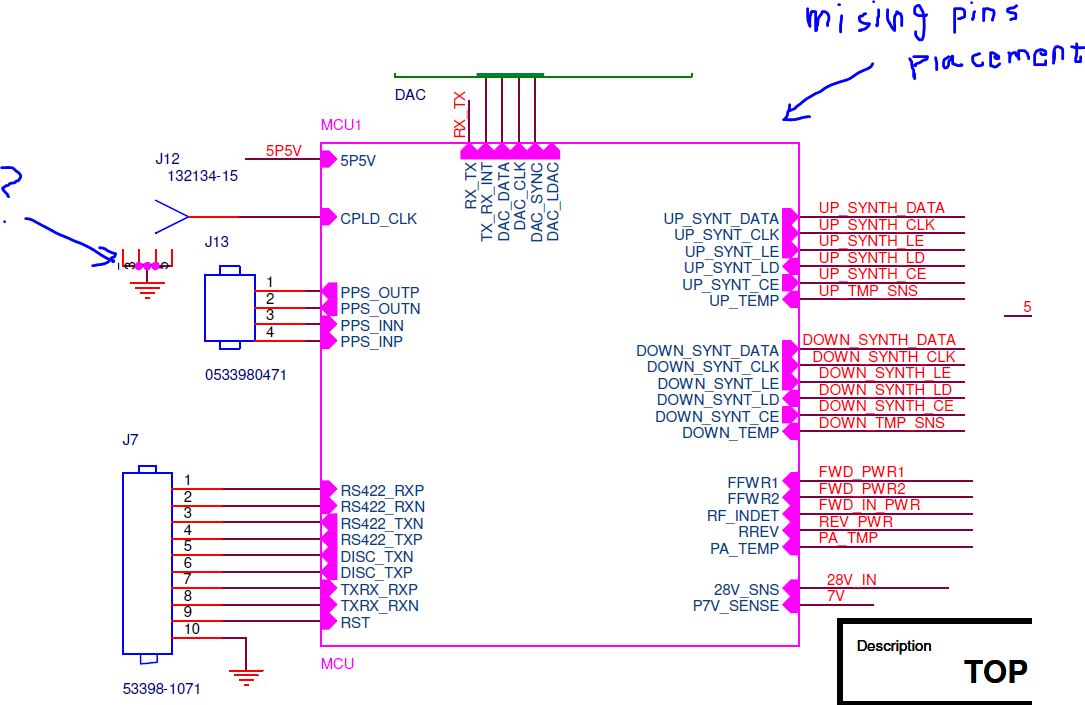 mising pins
placement
DAC
RX_TX
MCU1
J12
132134-15
5P5V
5P5V
?
CPLD_CLK
RX_TX
TX_RX_INT
DAC_DATA
DAC_CLK
DAC_SYNC
DAC_LDAC
J13
1
2
3
4
PPS_OUTP
PPS_OUTN
PPS_INN
PPS_INP
0533980471
UP_SYNT_DATA UP_SYNTH_DATA
UP_SYNT_CLK UP_SYNTH_CLK
UP_SYNT_LE UP_SYNTH_LE
UP_SYNT_LD UP_SYNTH_LD
UP_SYNT_CE UP_SYNTH_CE
UP_TEMP UP_TMP_SNS
5
DOWN_SYNT_DATA DOWN_SYNTH_DATA
DOWN_SYNT_CLK DOWN_SYNTH_CLK
DOWN_SYNT_LE DOWN_SYNTH_LE
DOWN_SYNT_LD DOWN_SYNTH_LD
DOWN_SYNT_CE DOWN_SYNTH_CE
DOWN_TEMP DOWN_TMP_SNS
J7
1 RS422_RXP
2 RS422_RXN
3 RS422_TXN
4 RS422_TXP
5 DISC_TXN
6 DISC_TXP
7 TXRX_RXP
8 TXRX_RXN
9 RST
10
53398-1071
FFWR1 FWD_PWR1
FFWR2 FWD_PWR2
RF_INDET FWD_IN_PWR
RREV REV_PWR
PA_TEMP PA_TMP
28V_SNS 28V_IN
P7V_SENSE 7V
MCU
Description
TOP